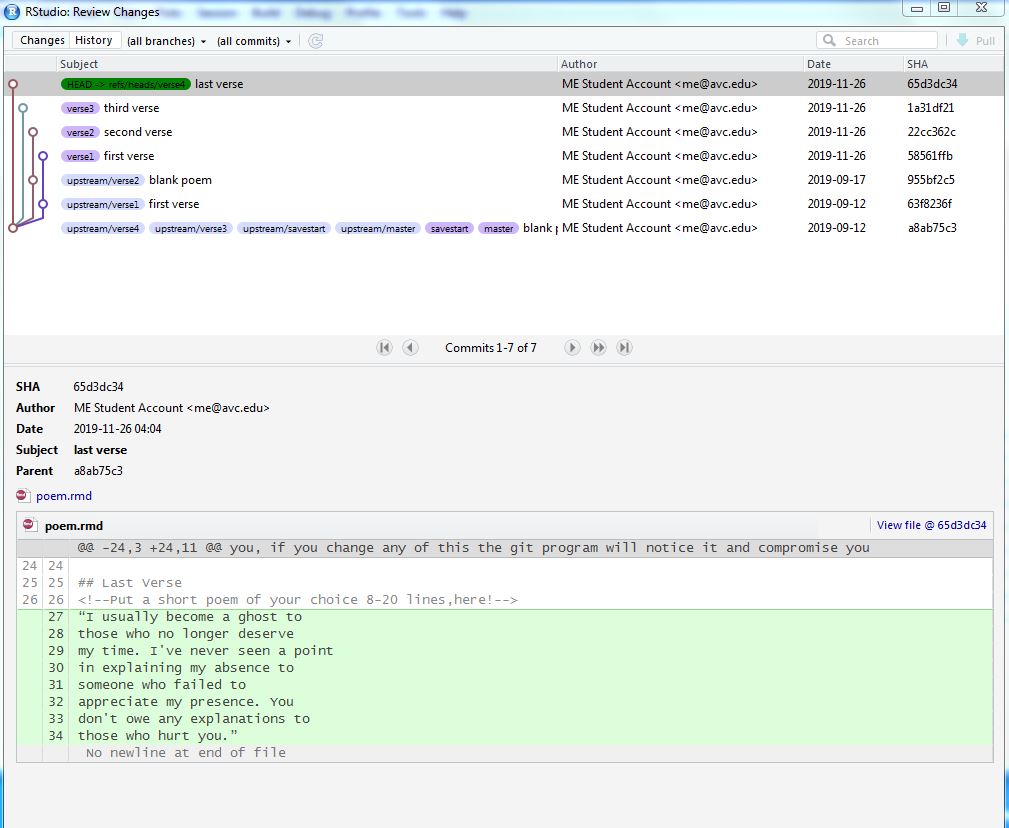 RStudio: Review Changes
Changes History (all branches) (all commits) Search Pull
Subject Author Date SHA
HEAD -> refs/heads/verse4 last verse ME Student Account <me@avc.edu> 2019-11-26 65d3dc34
verse3 third verse ME Student Account <me@avc.edu> 2019-11-26 1a31df21
verse2 second verse ME Student Account <me@avc.edu> 2019-11-26 22cc362c
verse1 first verse ME Student Account <me@avc.edu> 2019-11-26 58561ffb
upstream/verse2 blank poem ME Student Account <me@avc.edu> 2019-09-17 955bf2c5
upstream/verse1 first verse ME Student Account <me@avc.edu> 2019-09-12 63f8236f
upstream/verse4 upstream/verse3 upstream/savestart upstream/master savestart master blank p ME Student Account <me@avc.edu> 2019-09-12 a8ab75c3
Commits 1-7 of 7
SHA 65d3dc34
Author ME Student Account <me@avc.edu>
Date 2019-11-26 04:04
Subject last verse
Parent a8ab75c3
poem.rmd
poem.rmd View file @ 65d3dc34
@@ -24,3 +24,11 @@ you, if you change any of this the git program will notice it and compromise you
24 24
25 25 ## Last Verse
26 26 <!--Put a short poem of your choice 8-20 lines,here!-->
27 “I usually become a ghost to
28 those who no longer deserve
29 my time. I've never seen a point
30 in explaining my absence to
31 someone who failed to
32 appreciate my presence. You
33 don't owe any explanations to
34 those who hurt you.”
No newline at end of file